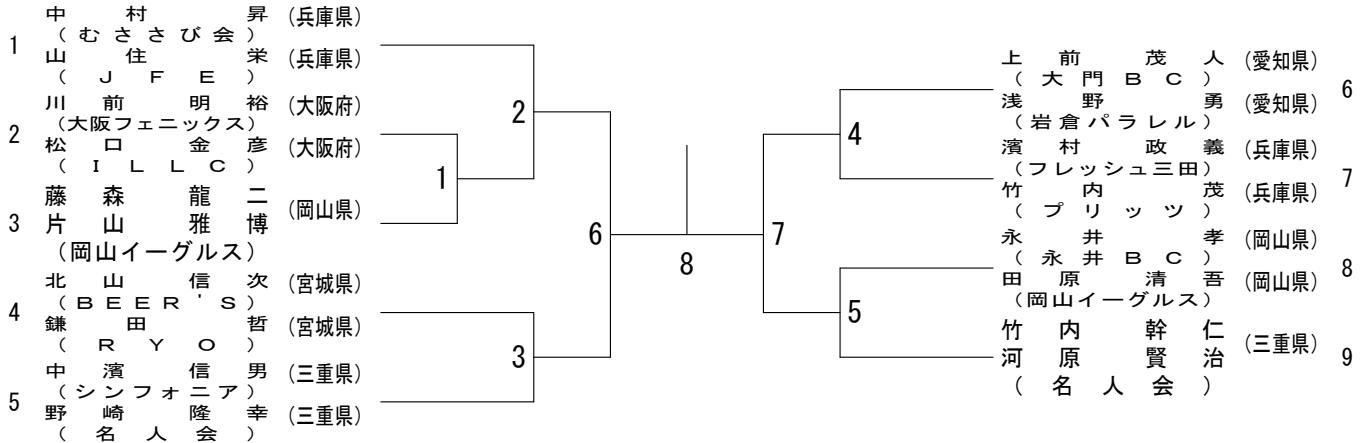 1
中村昇 (兵庫県)
(むささび会)
山住栄 (兵庫県)
(JFE)
2
川前明裕 (大阪府)
(大阪フェニックス)
松口金彦 (大阪府)
(ILLC)
3
藤森龍二
片山雅博
(岡山県)
(岡山イーグルス)
4
北山信次 (宮城県)
(BEER'S)
鎌田哲 (宮城県)
(RYO)
5
中濱信男 (三重県)
(シンフォニア)
野崎隆幸 (三重県)
(名人会)
2
1
6
3
8
7
4
5
上前茂人 (愛知県)
(大門BC)
6
浅野勇 (愛知県)
(岩倉パラレル)
濱村政義 (兵庫県)
(フレッシュ三田)
7
竹内茂 (兵庫県)
(プリッツ)
永井孝 (岡山県)
(永井BC)
8
田原清吾 (岡山県)
(岡山イーグルス)
竹内幹仁
(三重県)
河原賢治
9
(名人会)